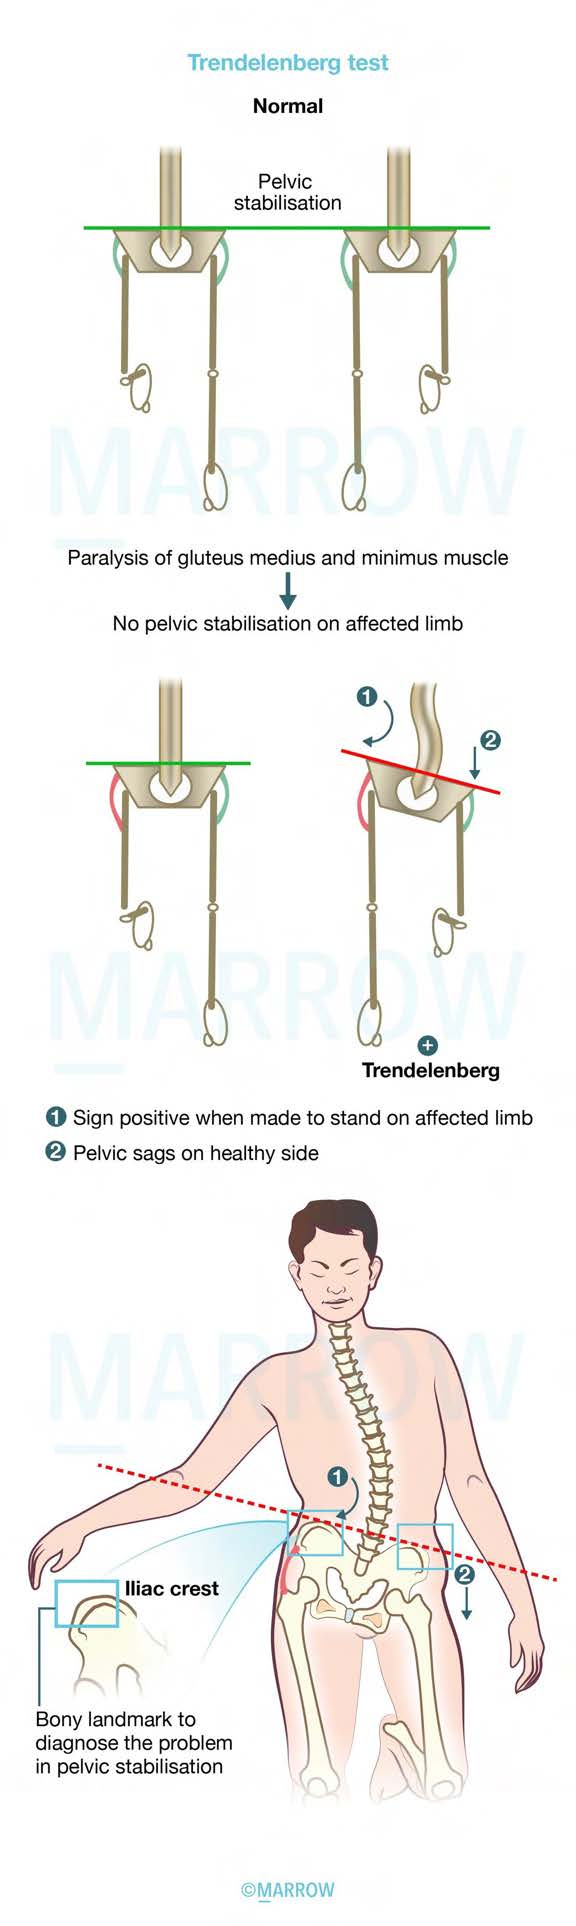 Trendelenberg test
Normal
Pelvic
stabilisation
MARROW
Paralysis of gluteus medius and minimus muscle
No pelvic stabilisation on affected limb
1
2
MARROW
+
Trendelenberg
1 Sign positive when made to stand on affected limb
2 Pelvic sags on healthy side
MARROW
1
2
Iliac crest
Bony landmark to
diagnose the problem
in pelvic stabilisation
©MARROW